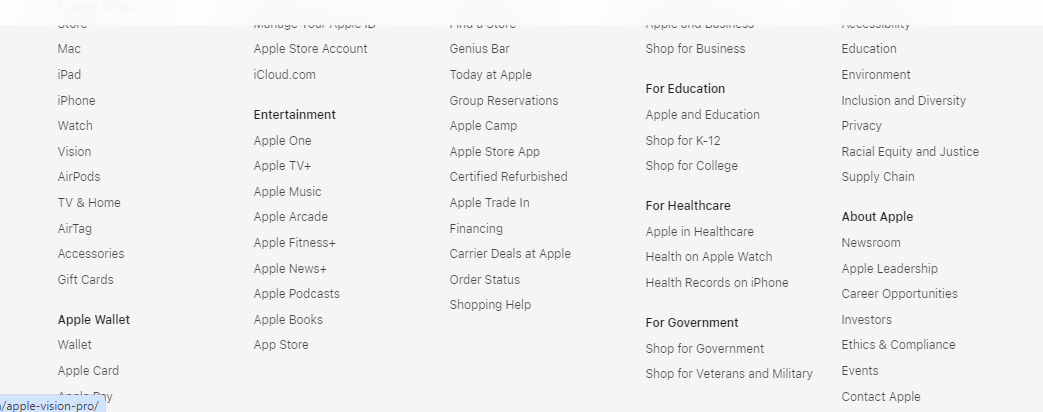 Explore Vision
Store
Mac
iPad
iPhone
Watch
Vision
AirPods
TV & Home
AirTag
Accessories
Gift Cards
Apple Wallet
Wallet
Apple Card
Apple Pay
Manage Your Apple ID
Apple Store Account
iCloud.com
Entertainment
Apple One
Apple TV+
Apple Music
Apple Arcade
Apple Fitness+
Apple News+
Apple Podcasts
Apple Books
App Store
Find a Store
Genius Bar
Today at Apple
Group Reservations
Apple Camp
Apple Store App
Certified Refurbished
Apple Trade In
Financing
Carrier Deals at Apple
Order Status
Shopping Help
Apple and Business
Shop for Business
For Education
Apple and Education
Shop for K-12
Shop for College
For Healthcare
Apple in Healthcare
Health on Apple Watch
Health Records on iPhone
For Government
Shop for Government
Shop for Veterans and Military
Accessibility
Education
Environment
Inclusion and Diversity
Privacy
Racial Equity and Justice
Supply Chain
About Apple
Newsroom
Apple Leadership
Career Opportunities
Investors
Ethics & Compliance
Events
Contact Apple
/apple-vision-pro/